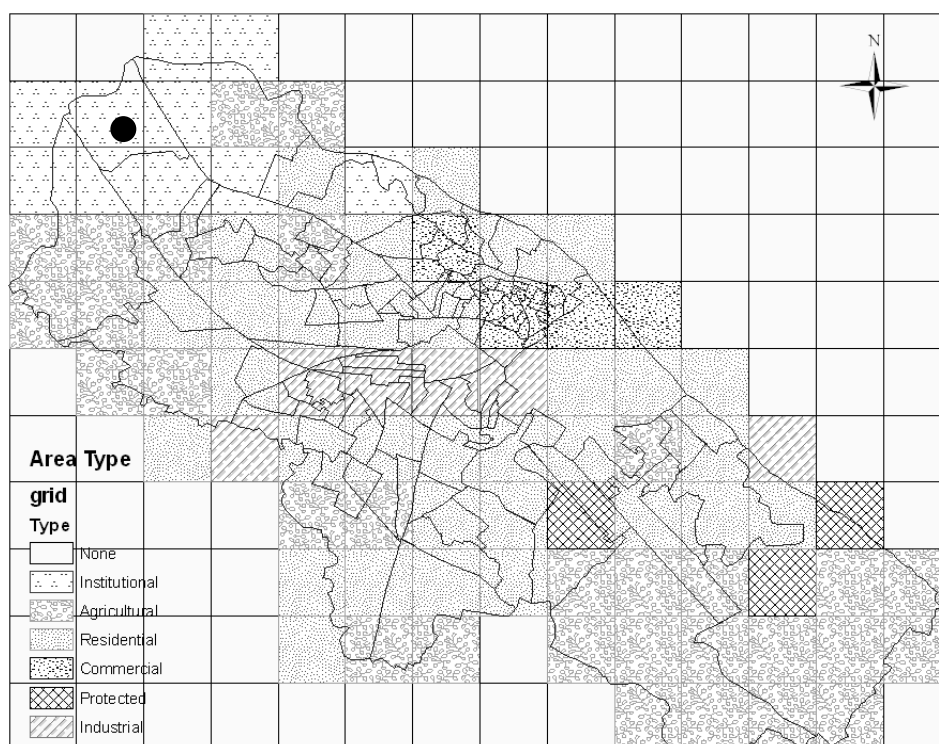 N
Area Type
grid
Type
None
Institutional
Agricultural
Residential
Commercial
Protected
Industrial